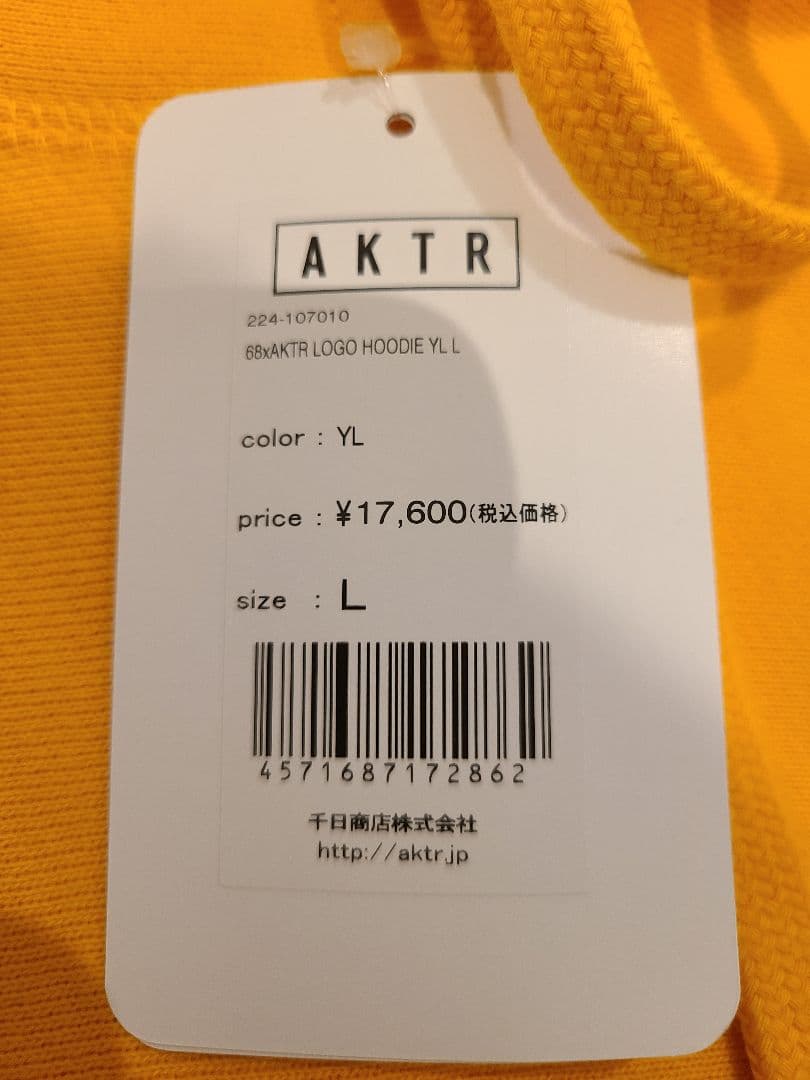 AKTR
224-107010
68xAKTR LOGO HOODIE YL L
color : YL
price : ¥17,600(税込価格)
size : L
4571687172862
千日商店株式会社
http://aktr.jp